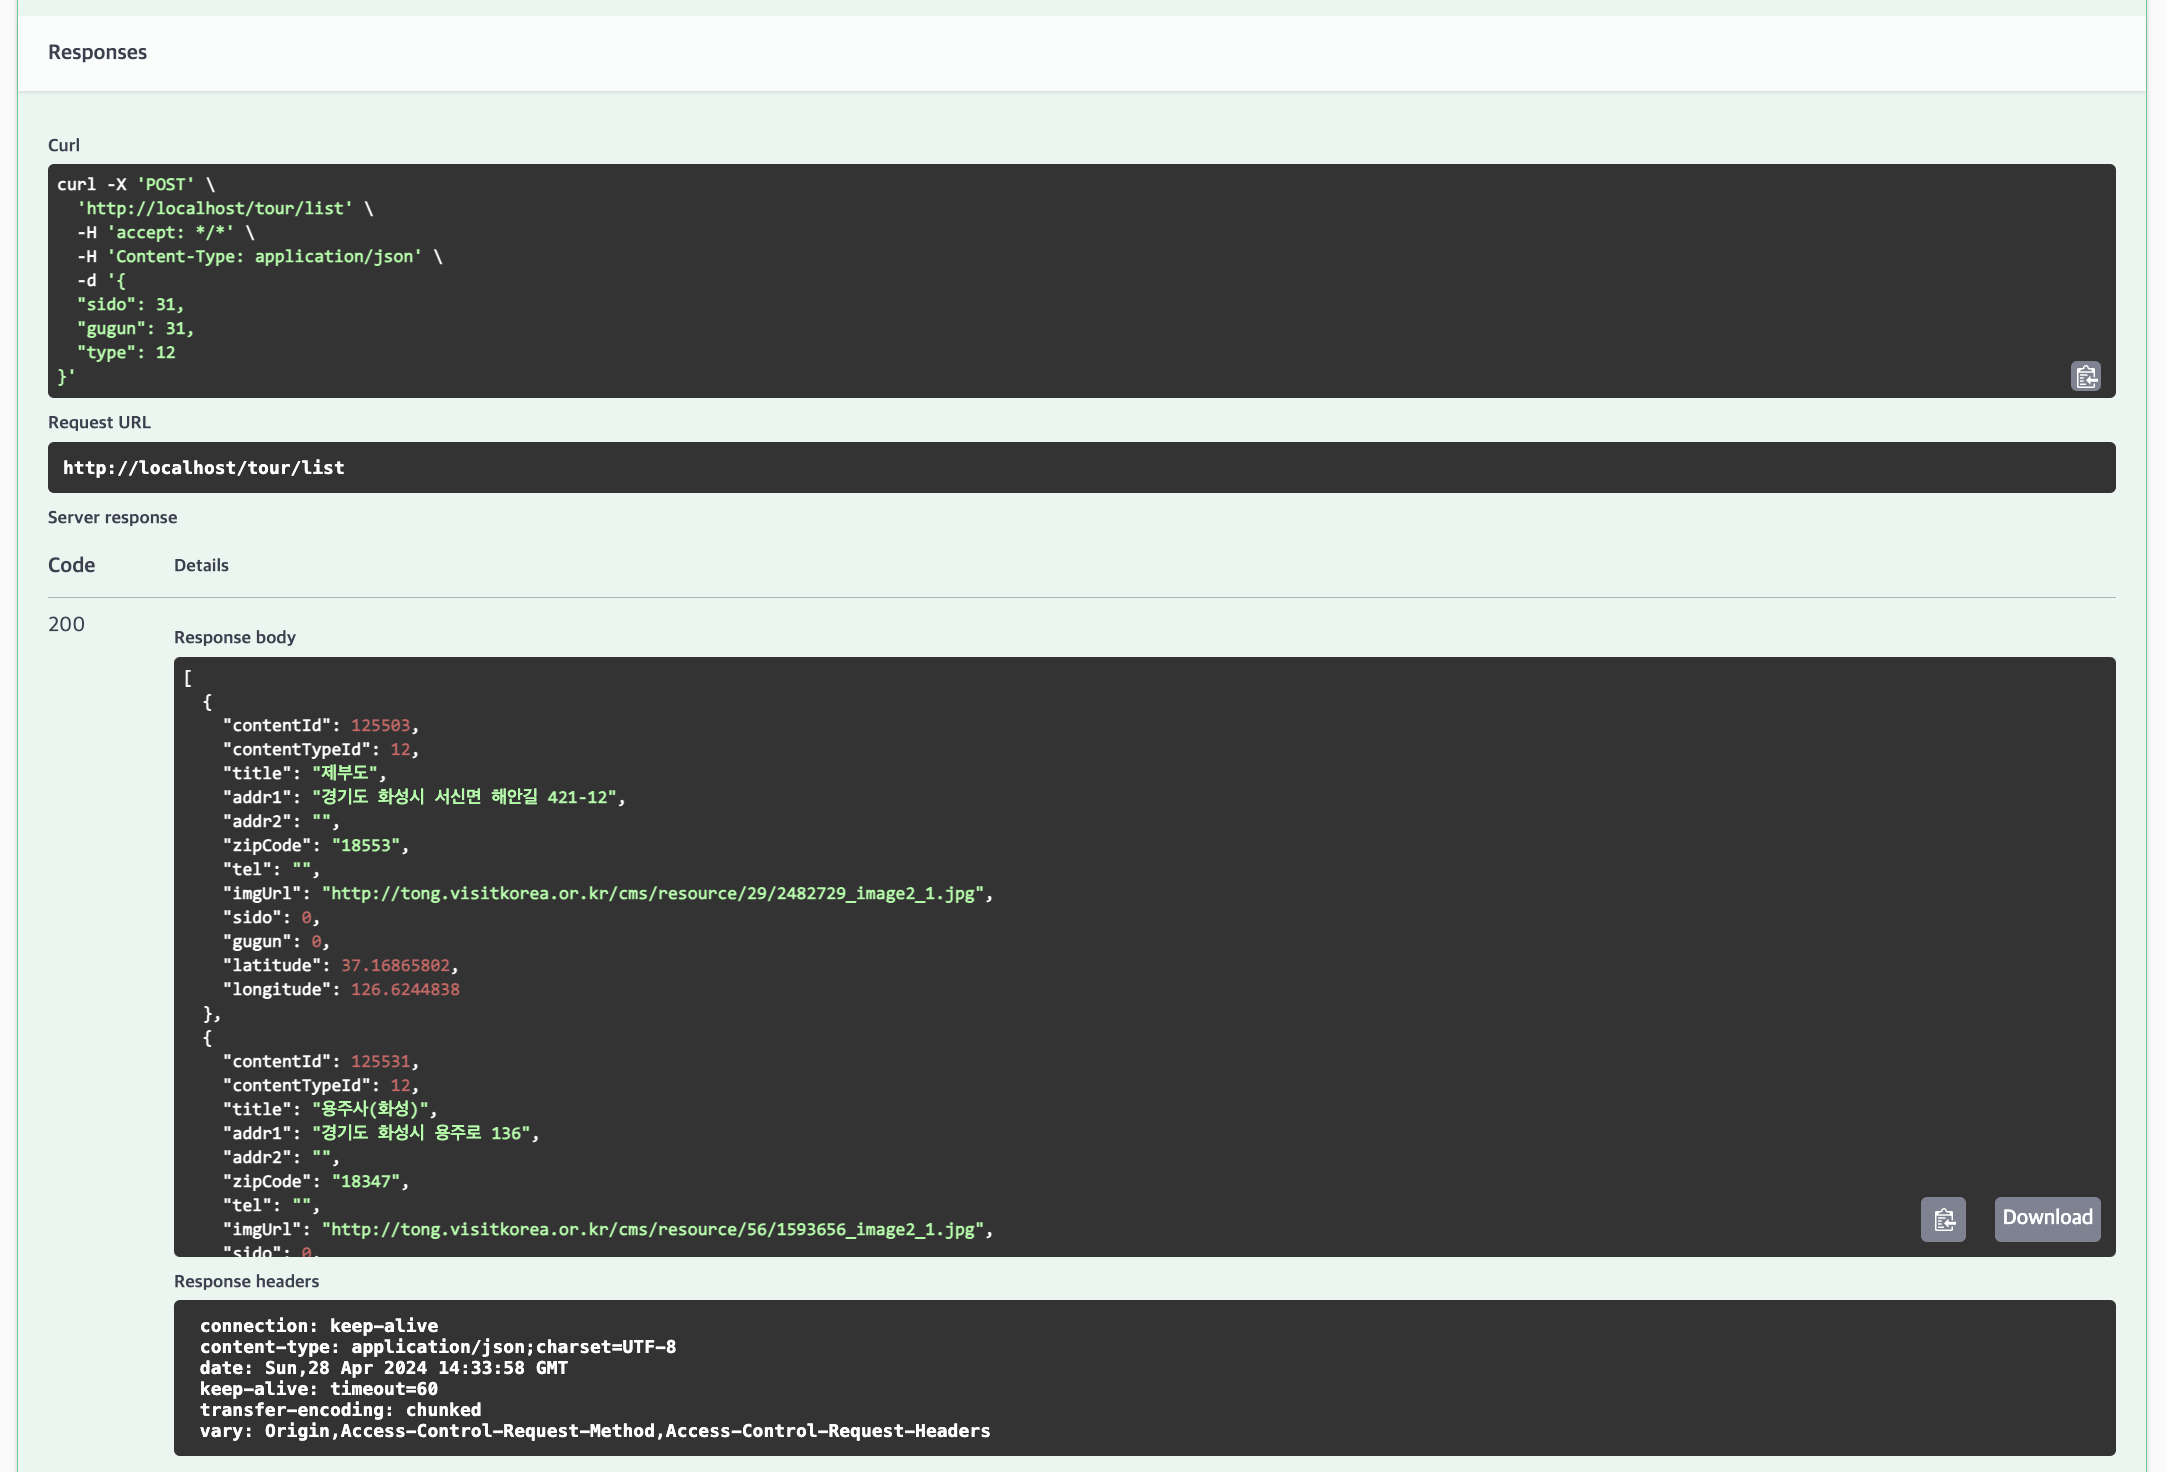 Responses
Curl
curl -X 'POST' \
'http://localhost/tour/list' \
-H 'accept: */*' \
-H 'Content-Type: application/json' \
-d '{
"sido": 31,
"gugun": 31,
"type": 12
}'
Request URL
http://localhost/tour/list
Server response
Code Details
200
Response body
[
{
"contentId": 125503,
"contentTypeId": 12,
"title": "제부도",
"addr1": "경기도 화성시 서신면 해안길 421-12",
"addr2": "",
"zipCode": "18553",
"tel": "",
"imgUrl": "http://tong.visitkorea.or.kr/cms/resource/29/2482729_image2_1.jpg",
"sido": 0,
"gugun": 0,
"latitude": 37.16865802,
"longitude": 126.6244838
},
{
"contentId": 125531,
"contentTypeId": 12,
"title": "용주사(화성)",
"addr1": "경기도 화성시 용주로 136",
"addr2": "",
"zipCode": "18347",
"tel": "",
"imgUrl": "http://tong.visitkorea.or.kr/cms/resource/56/1593656_image2_1.jpg",
"sido": 0,
Download
Response headers
connection: keep-alive
content-type: application/json;charset=UTF-8
date: Sun,28 Apr 2024 14:33:58 GMT
keep-alive: timeout=60
transfer-encoding: chunked
vary: Origin,Access-Control-Request-Method,Access-Control-Request-Headers